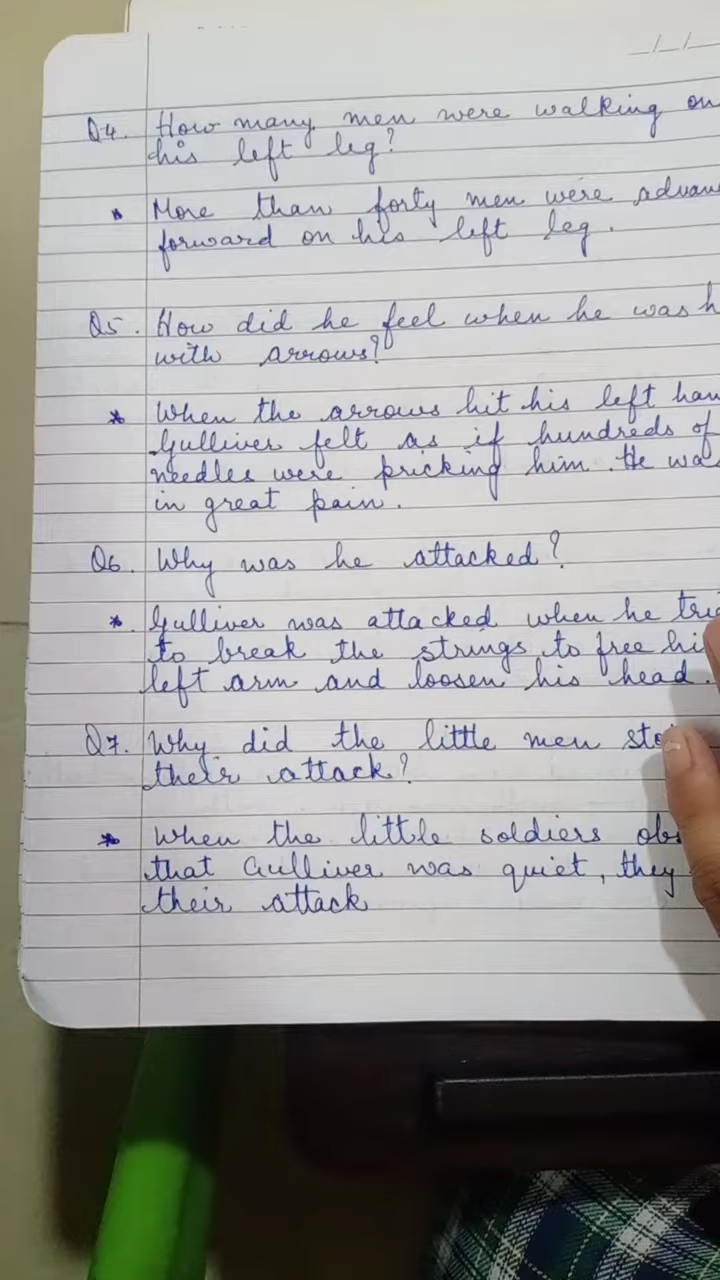 _/_/_
Q4. How many men were walking on
his left leg?
* More than forty men were advan
forward on his left leg.
Q5. How did he feel when he was h
with arrows?
* When the arrows hit his left han
Gulliver felt as if hundreds of
needles were pricking him. He was
in great pain.
Q6. Why was he attacked?
* Gulliver was attacked when he tri
to break the strings to free hi
left arm and loosen his head.
Q7. Why did the little men sto
their attack?
* When the little soldiers obs
that Gulliver was quiet, they
their attack